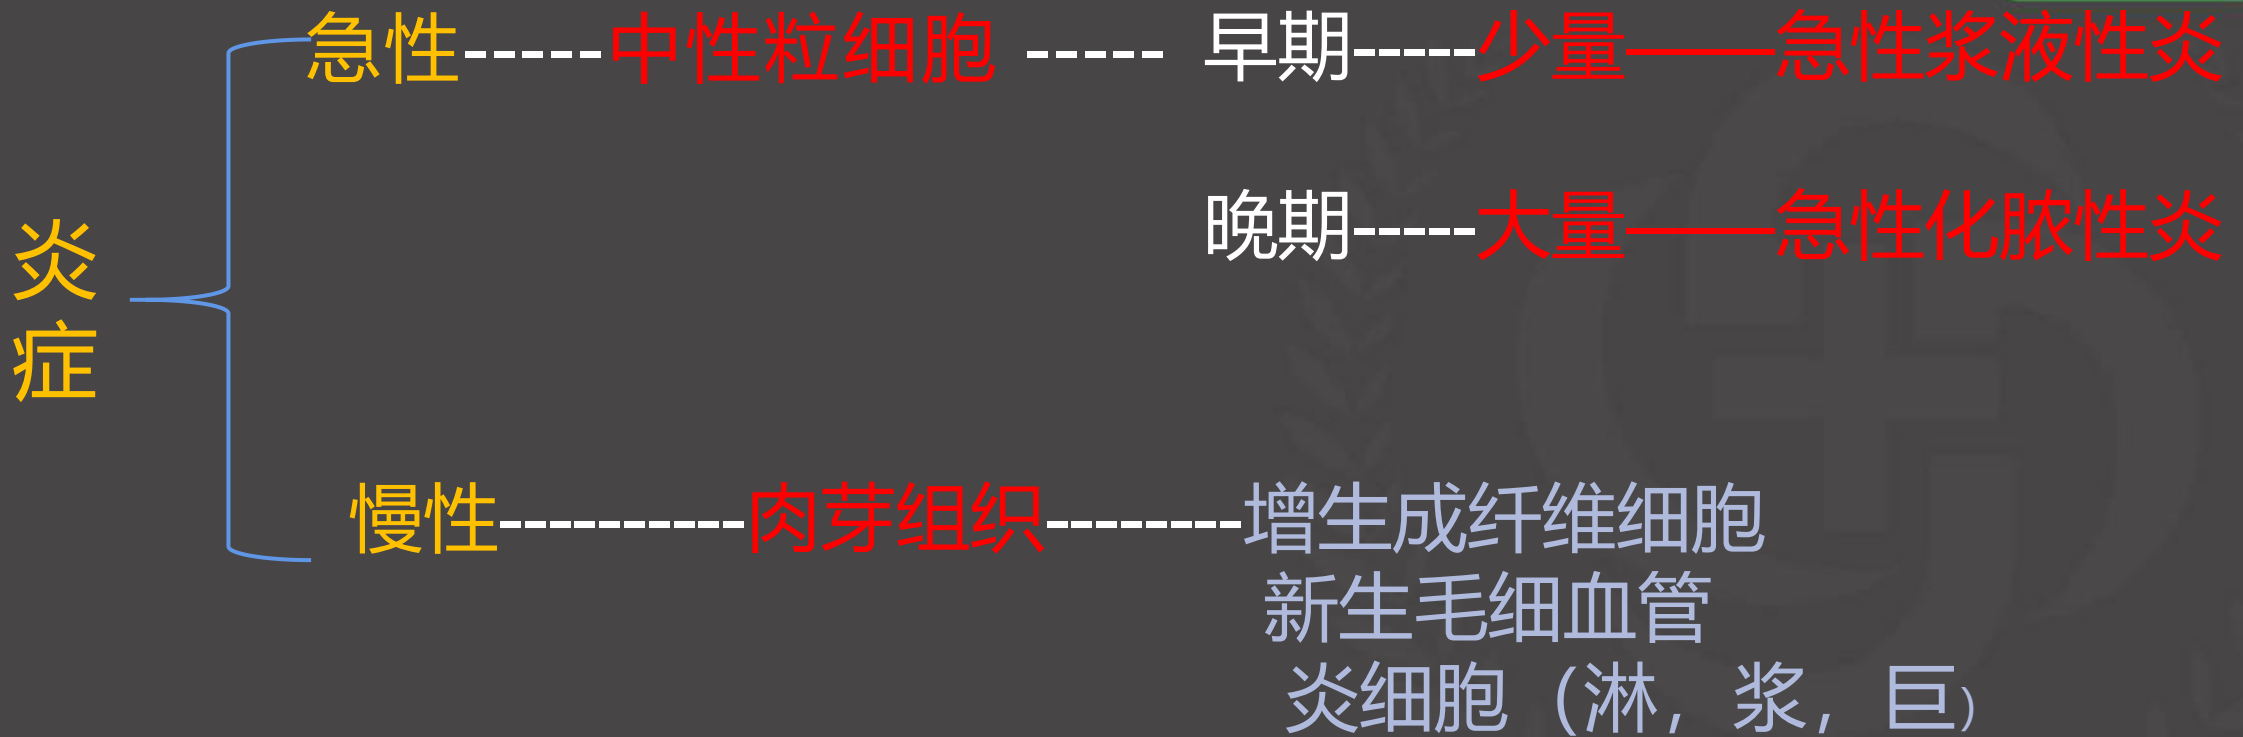 急性------中性粒细胞 ----- 早期-----少量——急性浆液性炎
晚期-----大量——急性化脓性炎
炎症
慢性----------肉芽组织--------增生成纤维细胞
新生毛细血管
炎细胞（淋，浆，巨）